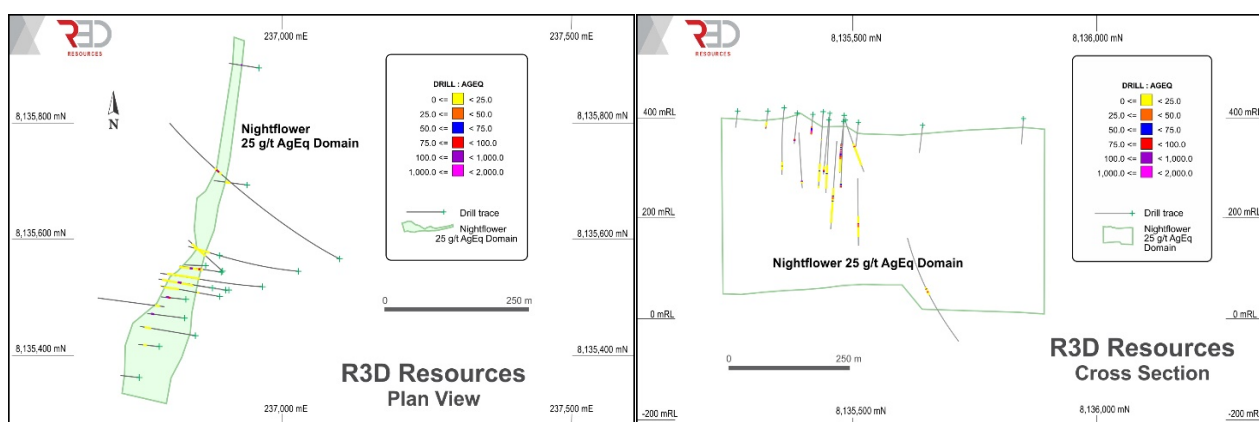 R3D
RESOURCES
237,000 mE
237,500 mE
DRILL : AGEQ
0 <= < 25.0
25.0 <= < 50.0
50.0 <= < 75.0
75.0 <= < 100.0
100.0 <= < 1,000.0
1,000.0 <= < 2,000.0
Drill trace
Nightflower
25 g/t AgEq Domain
8,135,800 mN
8,135,800 mN
N
Nightflower
25 g/t AgEq Domain
8,135,600 mN
8,135,600 mN
0
250 m
8,135,400 mN
8,135,400 mN
R3D Resources
Plan View
237,000 mE
237,500 mE
R3D
RESOURCES
8,135,500 mN
8,136,000 mN
DRILL : AGEQ
0 <= < 25.0
25.0 <= < 50.0
50.0 <= < 75.0
75.0 <= < 100.0
100.0 <= < 1,000.0
1,000.0 <= < 2,000.0
Drill trace
Nightflower
25 g/t AgEq
Domain
400 mRL
400 mRL
200 mRL
200 mRL
Nightflower 25 g/t AgEq Domain
0 mRL
0 mRL
0
250 m
R3D Resources
Cross Section
-200 mRL
8,135,500 mN
8,136,000 mN
-200 mRL